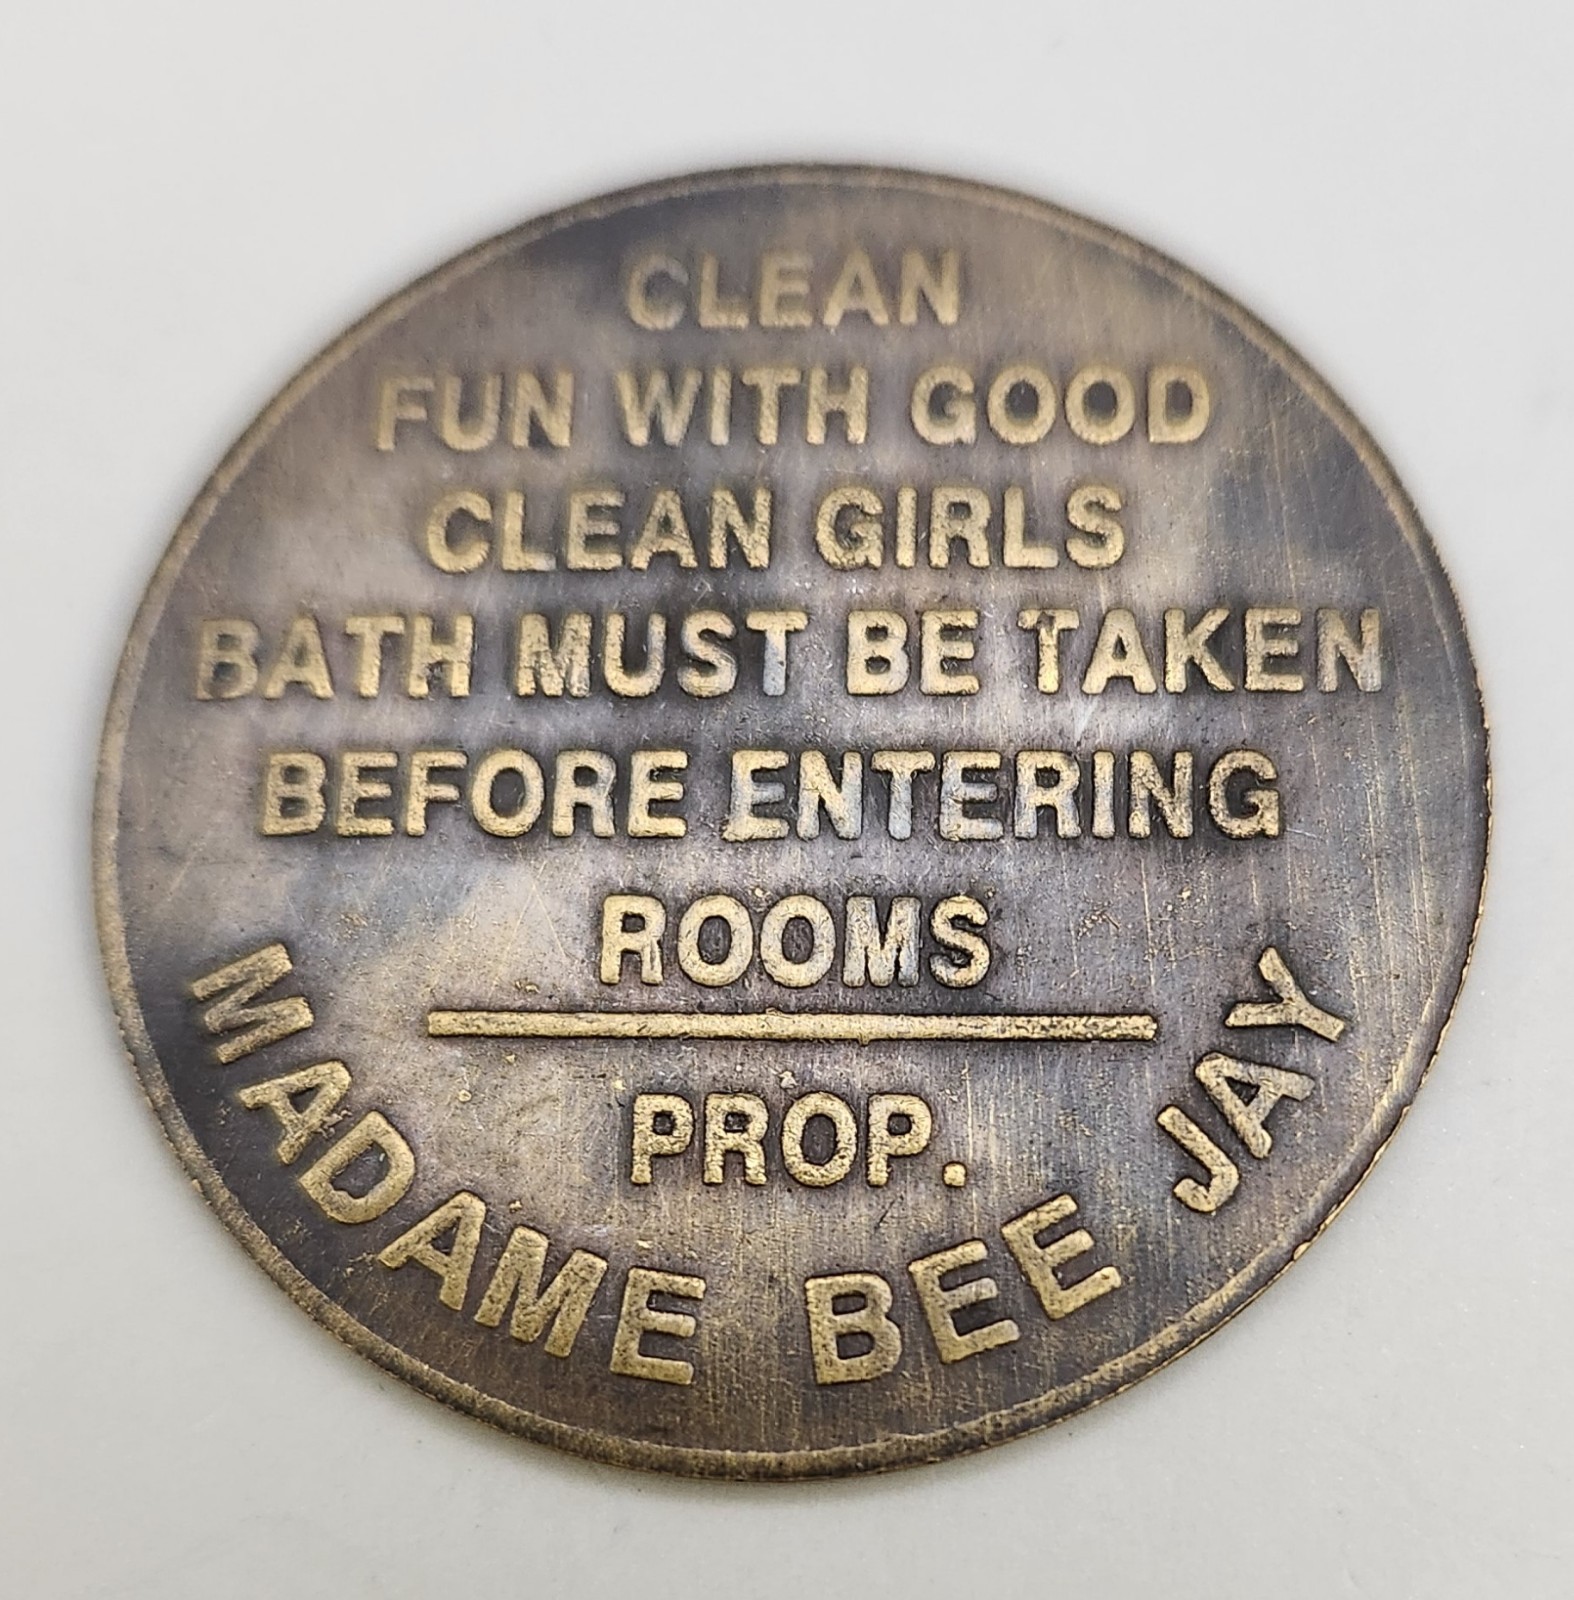 CLEAN
FUN WITH GOOD
CLEAN GIRLS
BATH MUST BE TAKEN
BEFORE ENTERING
ROOMS
PROP.
MADAME BEE JAY